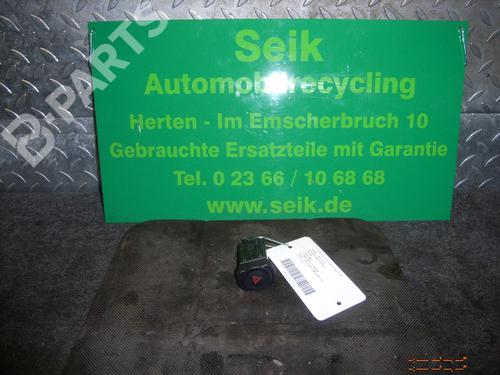 B-PARTS
Seik
Automobilrecycling
Herten - Im Emscherbruch 10
Gebrauchte Ersatzteile mit Garantie
Tel. 0 23 66 / 10 68 68
www.seik.de